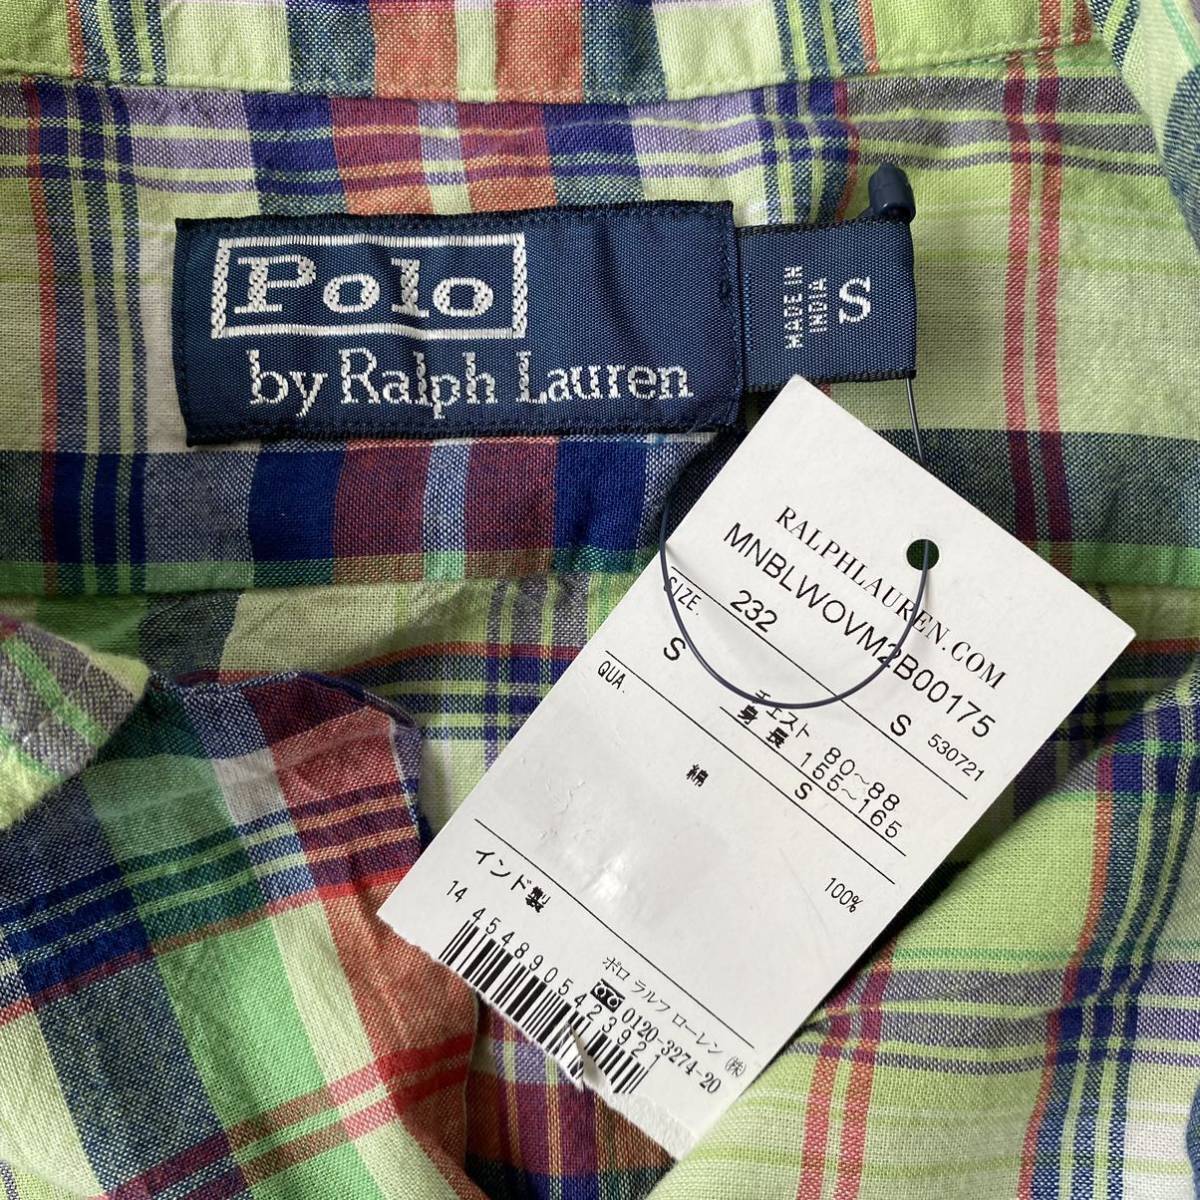 Polo
by Ralph Lauren
MADE IN
INDIA
S
RALPHLAUREN.COM
MNBLWOVM2B00175
SIZE. 232 S 530721
S チェスト 80~88
身長 155~165
QUA. S
綿 100%
インド製
14
4548905423921
ポロ ラルフ ローレン (株)
0120-3274-20